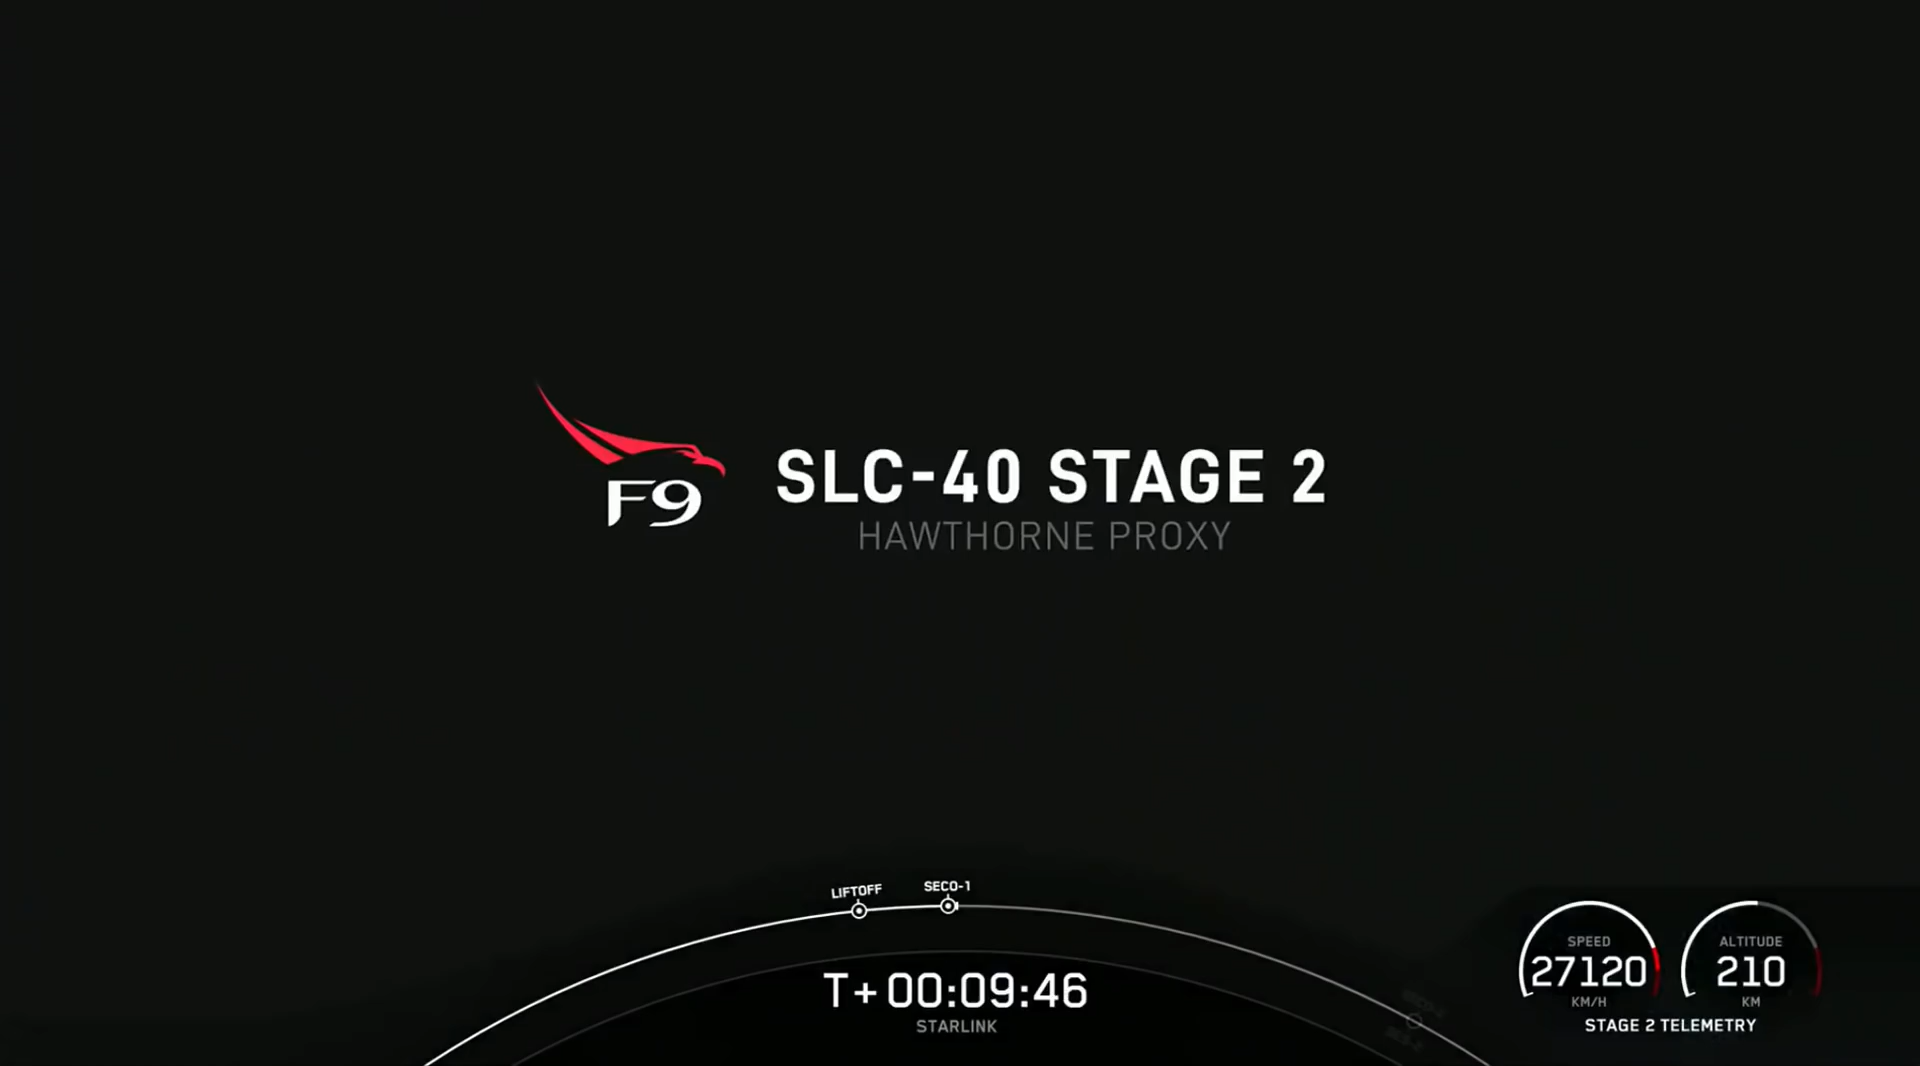 F9
SLC-40 STAGE 2
HAWTHORNE PROXY
LIFTOFF
SECO-1
T+00:09:46
STARLINK
SPEED
27120
KM/H
ALTITUDE
210
KM
STAGE 2 TELEMETRY